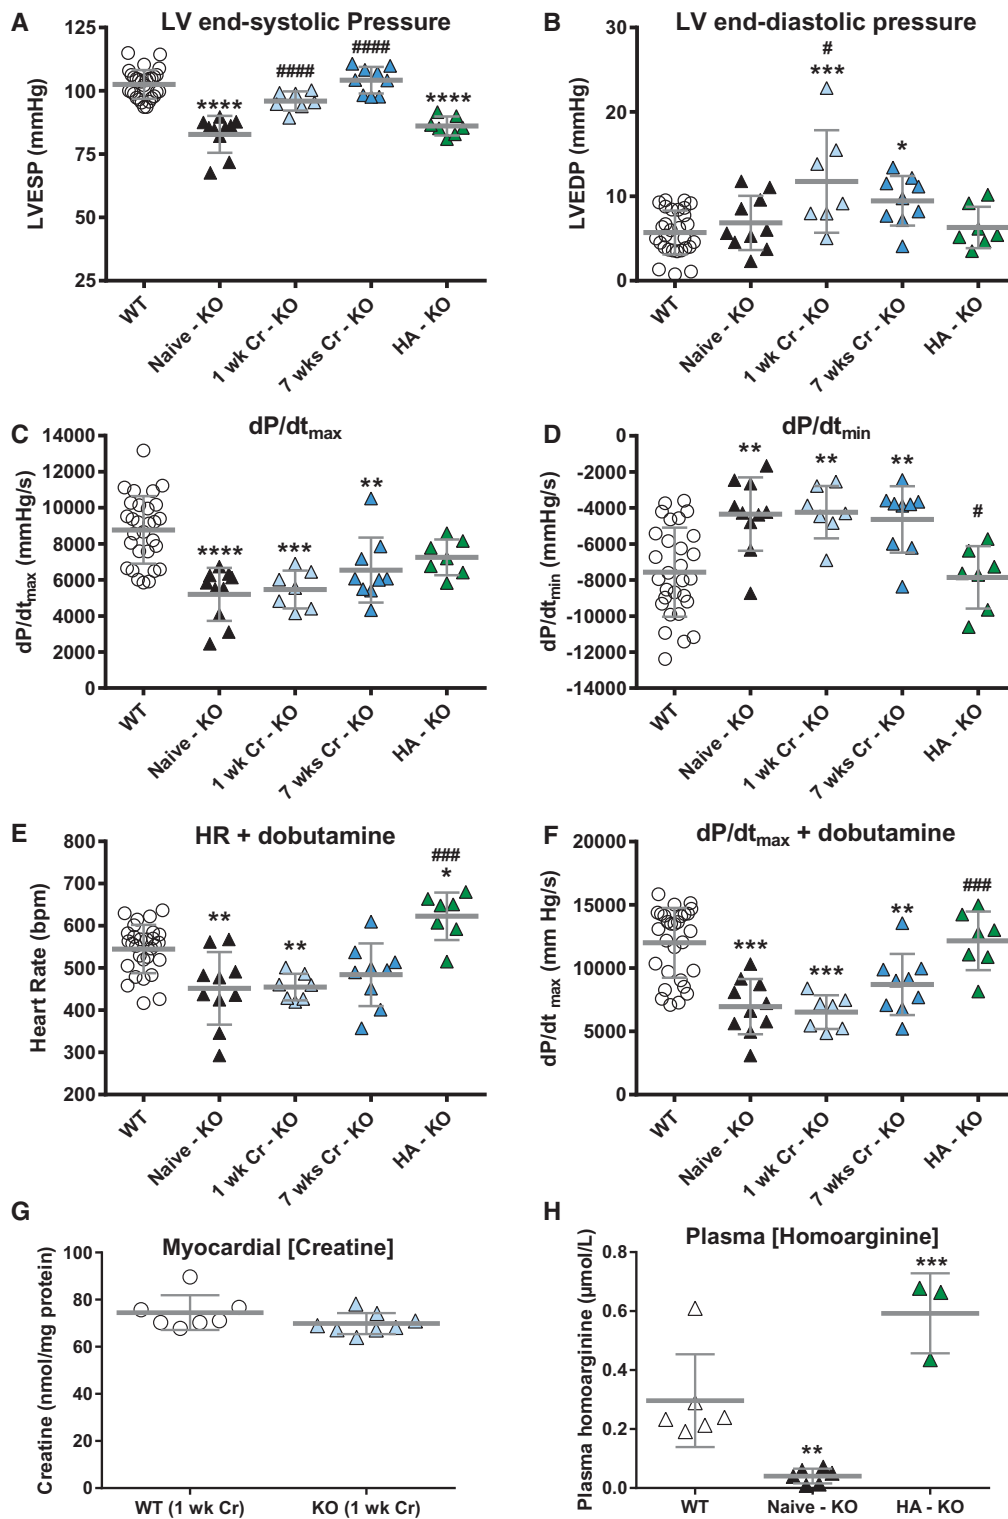 A
LV end-systolic Pressure
LVESP (mmHg)
125
100
75
50
25
****
####
####
****
WT
Naive - KO
1 wk Cr - KO
7 wks Cr - KO
HA - KO
B
LV end-diastolic pressure
LVEDP (mmHg)
30
20
10
0
#
***
*
WT
Naive - KO
1 wk Cr - KO
7 wks Cr - KO
HA - KO
C
dP/dtmax
dP/dtmax (mmHg/s)
14000
12000
10000
8000
6000
4000
2000
0
****
***
**
WT
Naive - KO
1 wk Cr - KO
7 wks Cr - KO
HA - KO
D
dP/dtmin
dP/dtmin (mmHg/s)
0
-2000
-4000
-6000
-8000
-10000
-12000
-14000
**
**
**
#
WT
Naive - KO
1 wk Cr - KO
7 wks Cr - KO
HA - KO
E
HR + dobutamine
Heart Rate (bpm)
800
700
600
500
400
300
200
**
**
###
*
WT
Naive - KO
1 wk Cr - KO
7 wks Cr - KO
HA - KO
F
dP/dtmax + dobutamine
dP/dt max (mm Hg/s)
20000
15000
10000
5000
0
***
***
**
###
WT
Naive - KO
1 wk Cr - KO
7 wks Cr - KO
HA - KO
G
Myocardial [Creatine]
Creatine (nmol/mg protein)
100
80
60
40
20
0
WT (1 wk Cr)
KO (1 wk Cr)
H
Plasma [Homoarginine]
Plasma homoarginine (µmol/L)
0.8
0.6
0.4
0.2
0.0
**
***
WT
Naive - KO
HA - KO